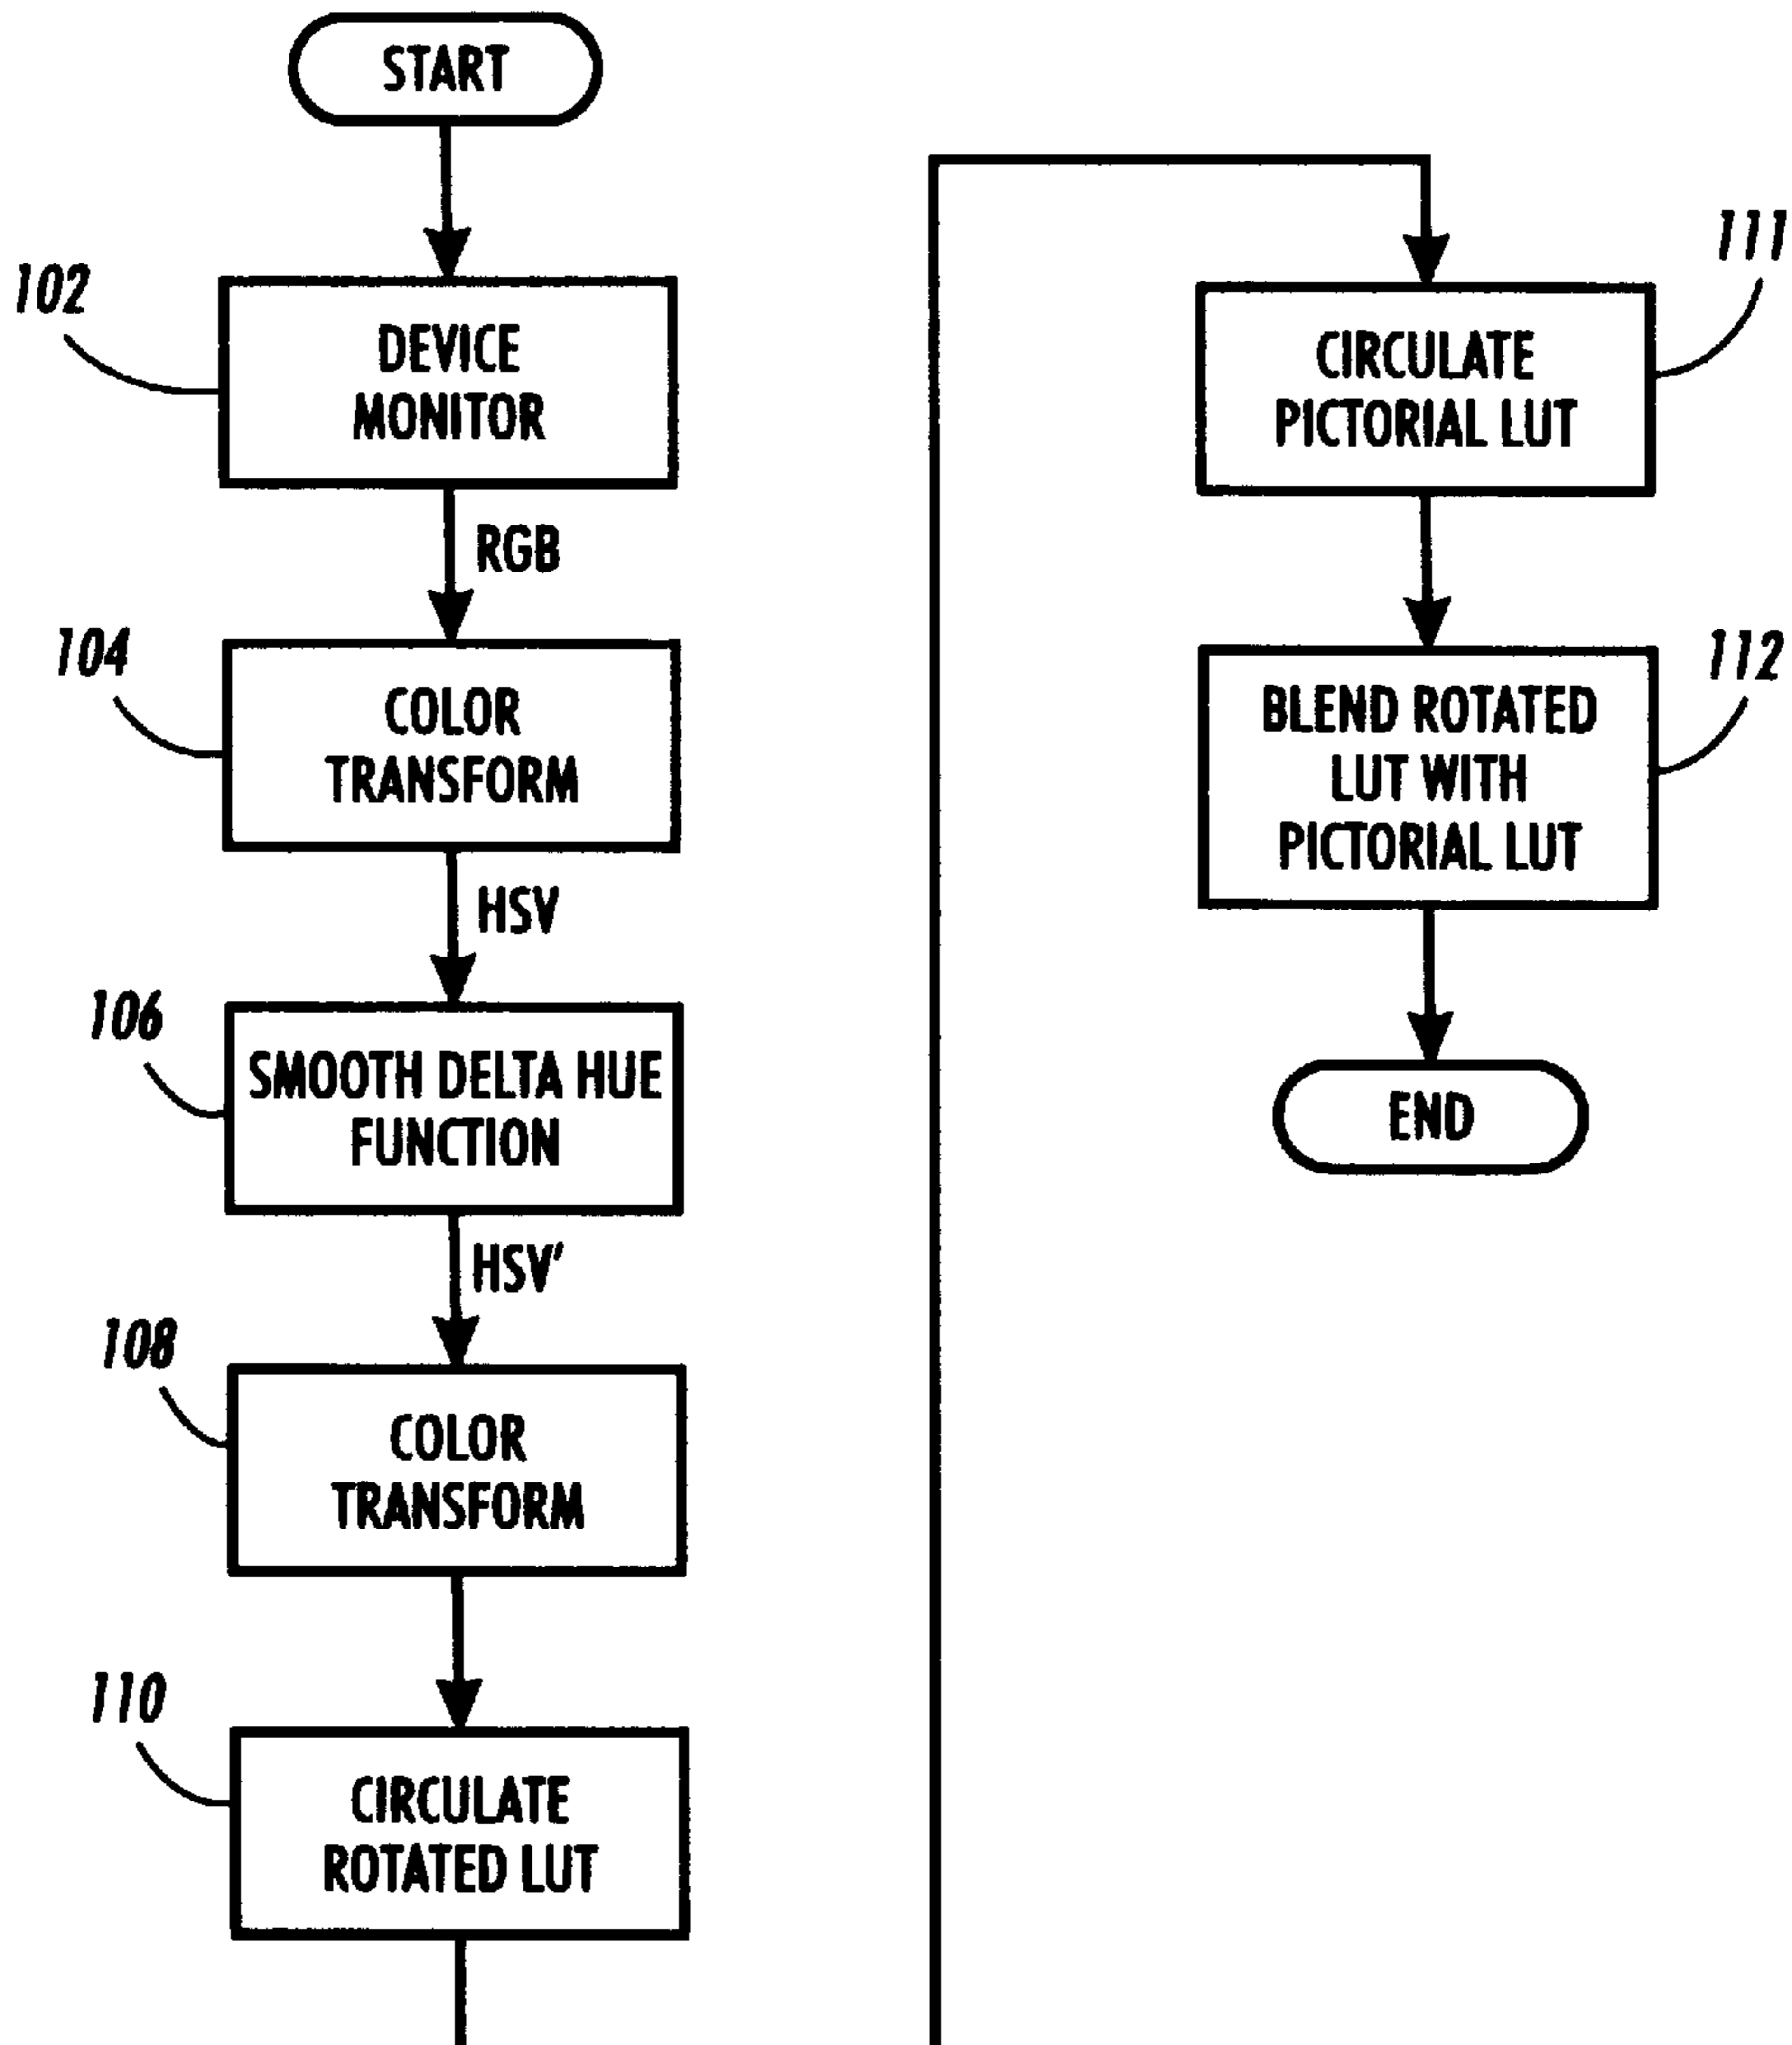 START
102
DEVICE
MONITOR
RGB
104
COLOR
TRANSFORM
HSV
106
SMOOTH DELTA HUE
FUNCTION
HSV'
108
COLOR
TRANSFORM
110
CIRCULATE
ROTATED LUT
111
CIRCULATE
PICTORIAL LUT
112
BLEND ROTATED
LUT WITH
PICTORIAL LUT
END